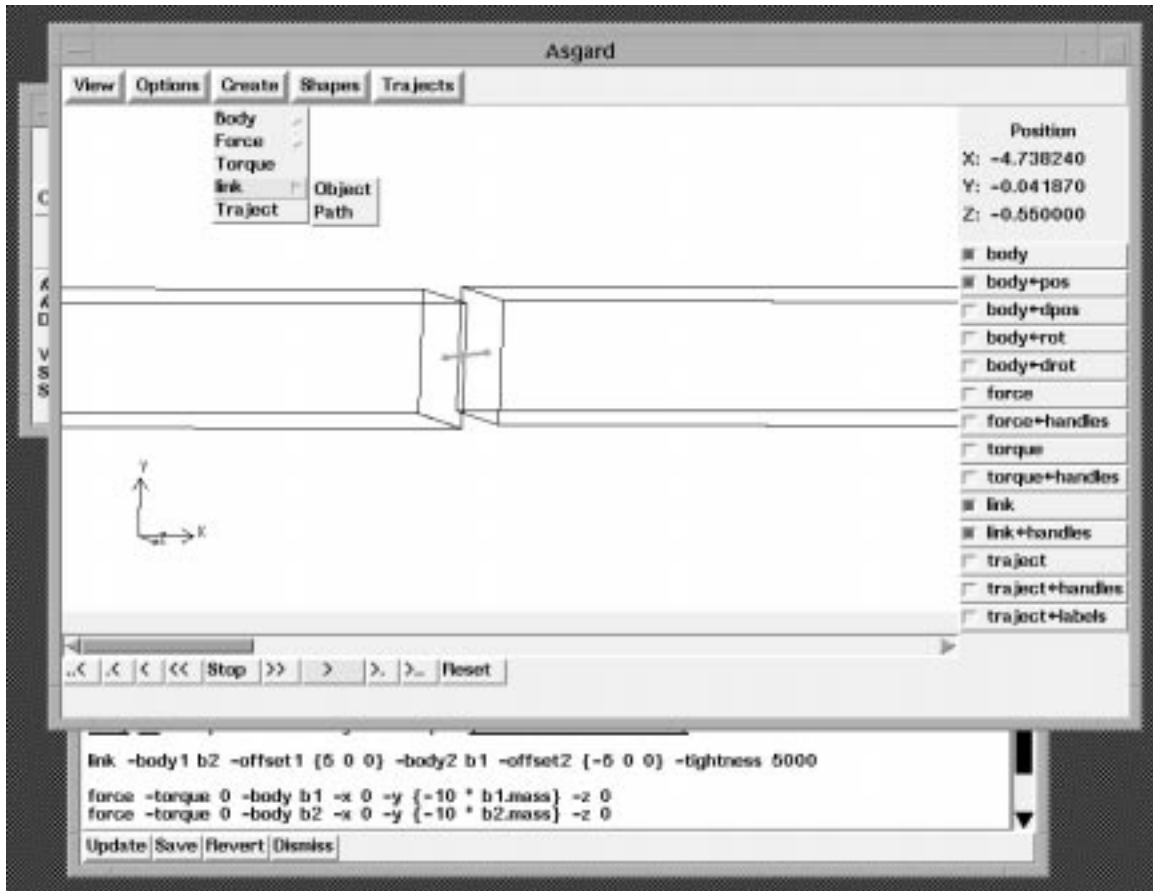 Asgard
View Options Create Shapes Trajects
Body
Force
Torque
link
Traject
Object
Path
Position
X: -4.738240
Y: -0.041870
Z: -0.550000
body
body+pos
body+dpos
body+rot
body+drot
force
force+handles
torque
torque+handles
link
link+handles
traject
traject+handles
traject+labels
Y
X
Z
..< .< < << Stop >> > >. >.. Reset
link -body1 b2 -offset1 {5 0 0} -body2 b1 -offset2 {-5 0 0} -tightness 5000
force -torque 0 -body b1 -x 0 -y {-10 * b1.mass} -z 0
force -torque 0 -body b2 -x 0 -y {-10 * b2.mass} -z 0
Update Save Revert Dismiss